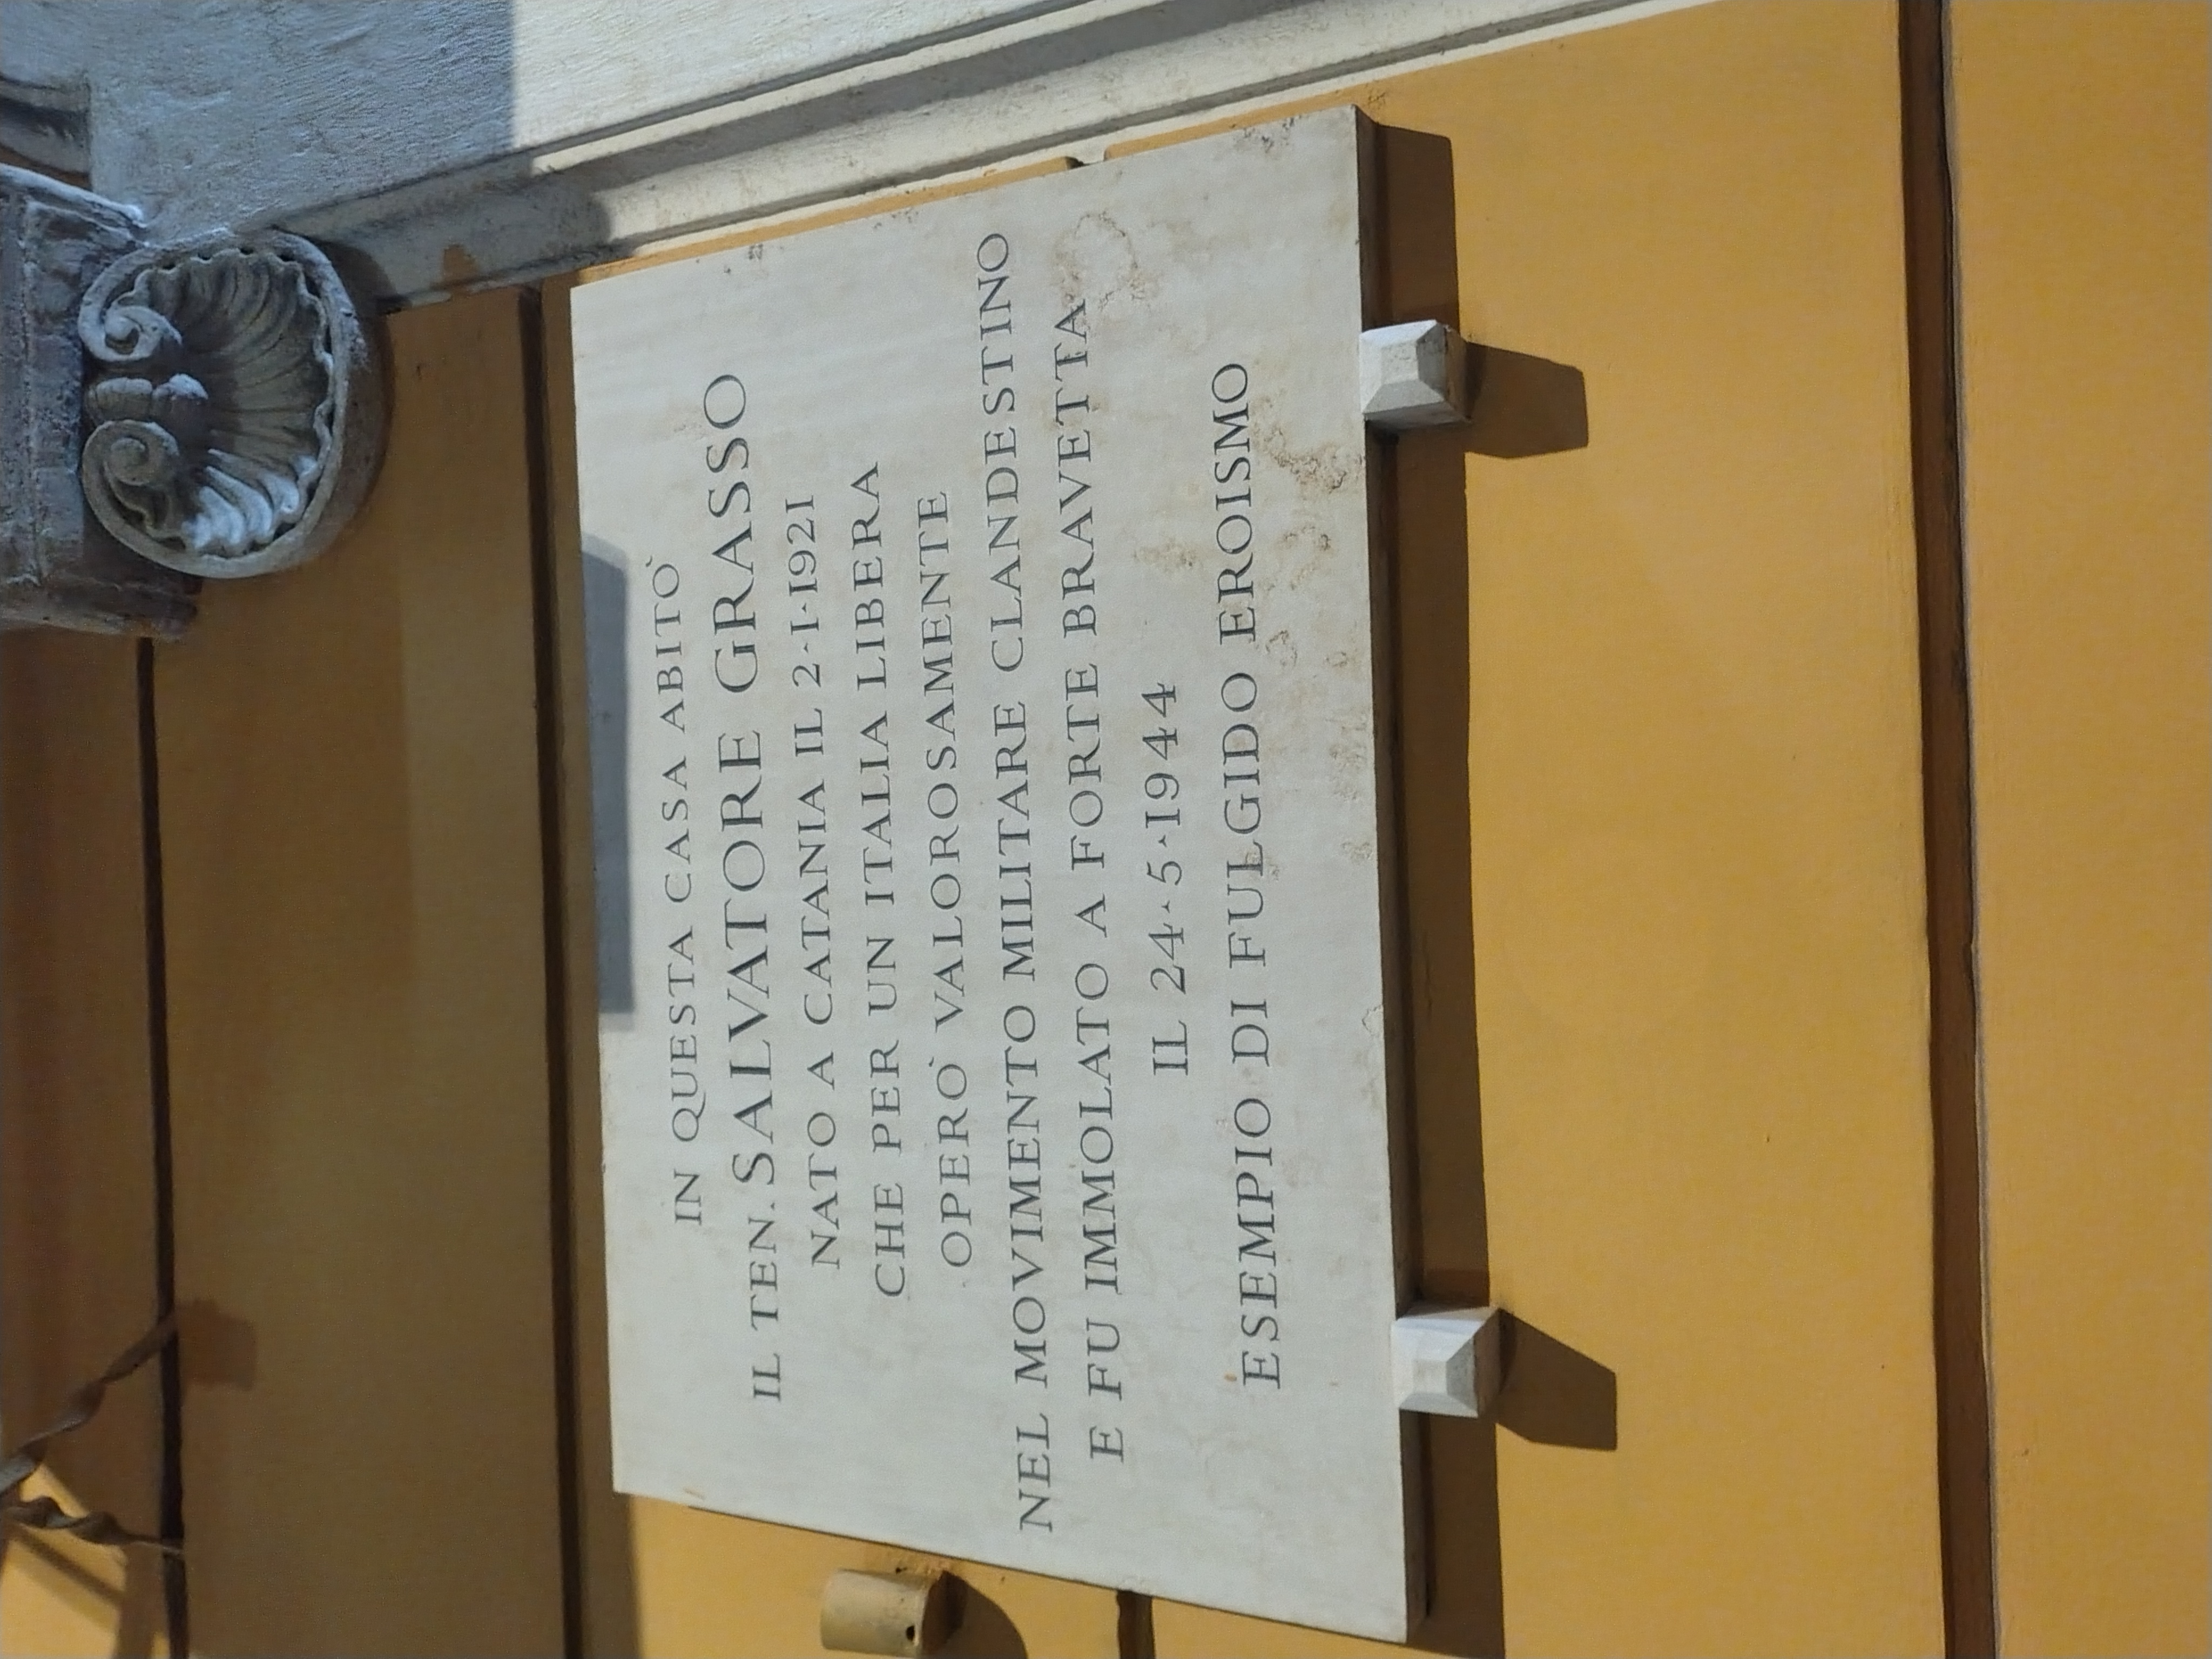 IN QUESTA CASA ABITÒ
IL TEN. SALVATORE GRASSO
NATO A CATANIA IL 2-1-1921
CHE PER UN ITALIA LIBERA
OPERÒ VALOROSAMENTE
NEL MOVIMENTO MILITARE CLANDESTINO
E FU IMMOLATO A FORTE BRAVETTA
IL 24-5-1944
ESEMPIO DI FULGIDO EROISMO